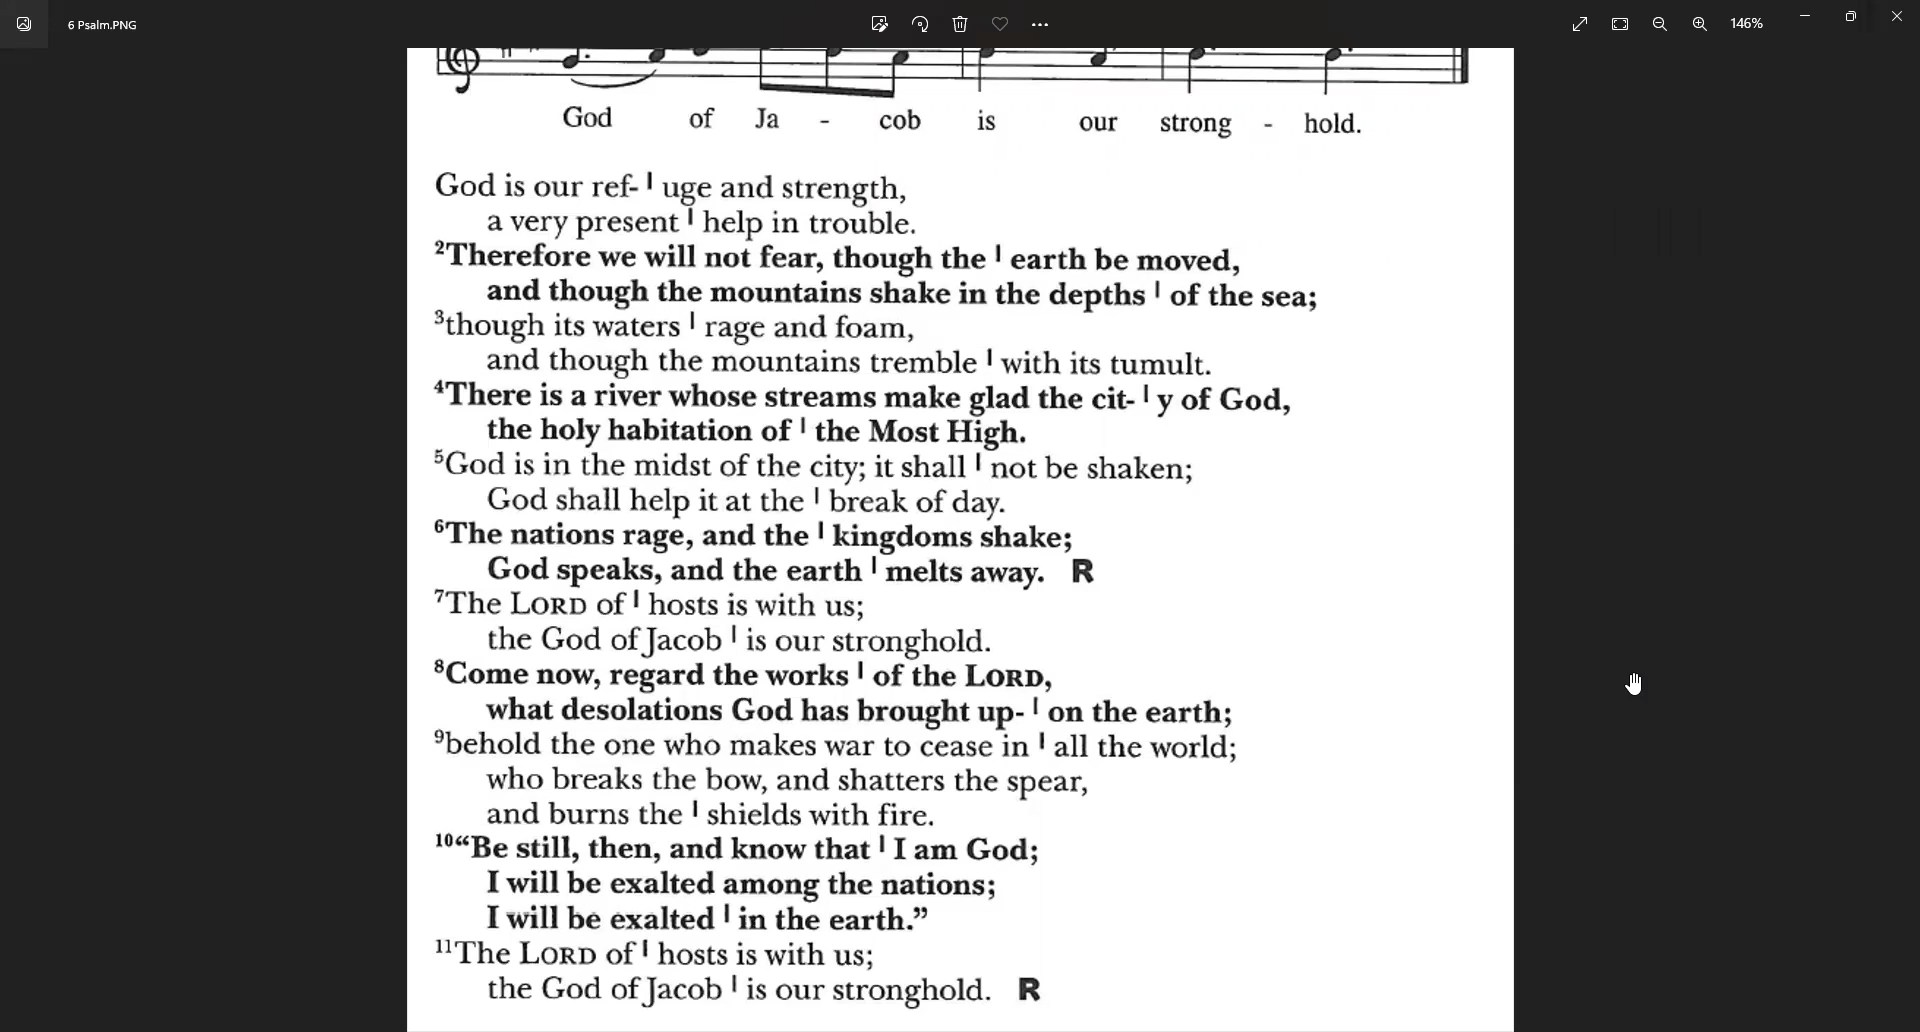 6 Psalm.PNG
146%
God of Ja - cob is our strong - hold.
God is our ref- | uge and strength,
a very present | help in trouble.
²Therefore we will not fear, though the | earth be moved,
and though the mountains shake in the depths | of the sea;
³though its waters | rage and foam,
and though the mountains tremble | with its tumult.
⁴There is a river whose streams make glad the cit- | y of God,
the holy habitation of | the Most High.
⁵God is in the midst of the city; it shall | not be shaken;
God shall help it at the | break of day.
⁶The nations rage, and the | kingdoms shake;
God speaks, and the earth | melts away. R
⁷The LORD of | hosts is with us;
the God of Jacob | is our stronghold.
⁸Come now, regard the works | of the LORD,
what desolations God has brought up- | on the earth;
⁹behold the one who makes war to cease in | all the world;
who breaks the bow, and shatters the spear,
and burns the | shields with fire.
¹⁰“Be still, then, and know that | I am God;
I will be exalted among the nations;
I will be exalted | in the earth.”
¹¹The LORD of | hosts is with us;
the God of Jacob | is our stronghold. R